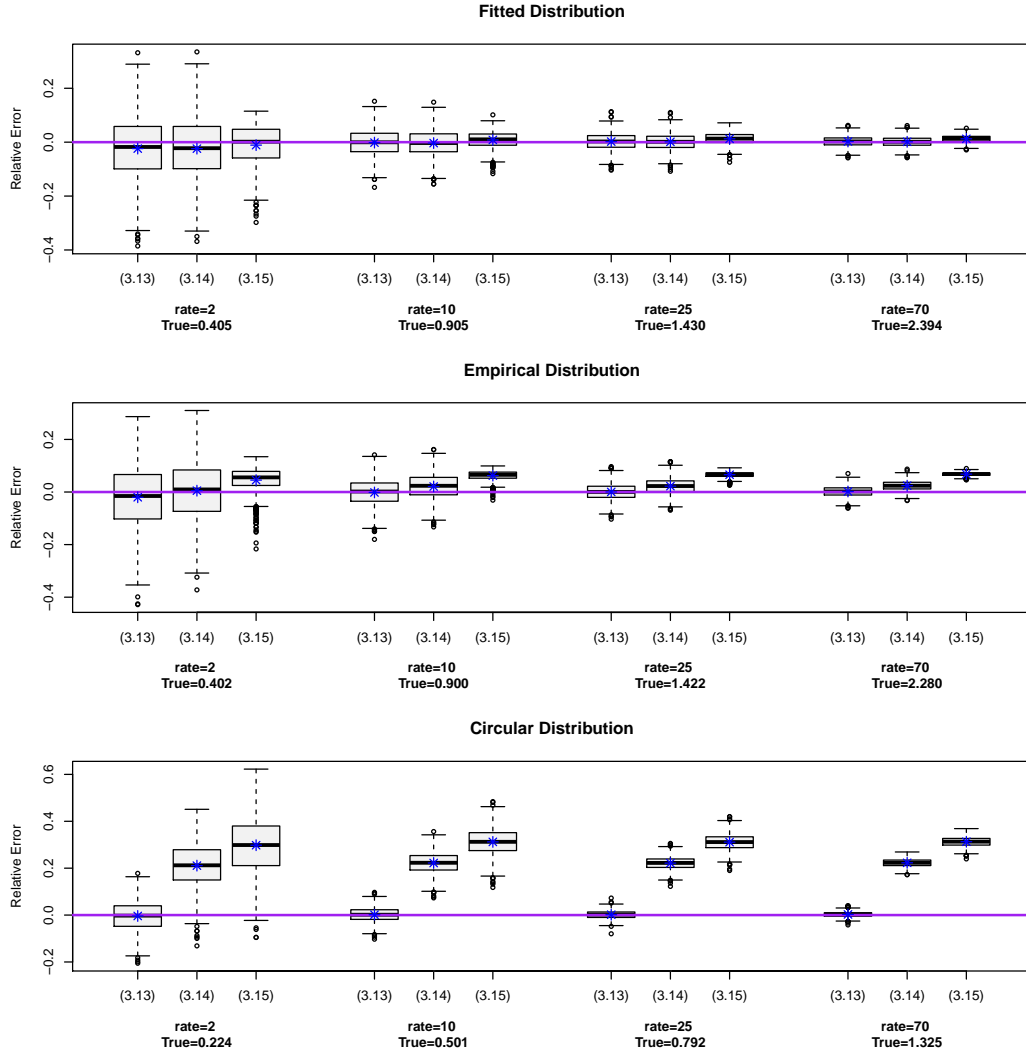 Fitted Distribution
Relative Error
0.2
0.0
−0.2
−0.4
(3.13) (3.14) (3.15) (3.13) (3.14) (3.15) (3.13) (3.14) (3.15) (3.13) (3.14) (3.15)
rate=2 rate=10 rate=25 rate=70
True=0.405 True=0.905 True=1.430 True=2.394
Empirical Distribution
Relative Error
0.2
0.0
−0.2
−0.4
(3.13) (3.14) (3.15) (3.13) (3.14) (3.15) (3.13) (3.14) (3.15) (3.13) (3.14) (3.15)
rate=2 rate=10 rate=25 rate=70
True=0.402 True=0.900 True=1.422 True=2.280
Circular Distribution
Relative Error
0.6
0.4
0.2
0.0
−0.2
(3.13) (3.14) (3.15) (3.13) (3.14) (3.15) (3.13) (3.14) (3.15) (3.13) (3.14) (3.15)
rate=2 rate=10 rate=25 rate=70
True=0.224 True=0.501 True=0.792 True=1.325